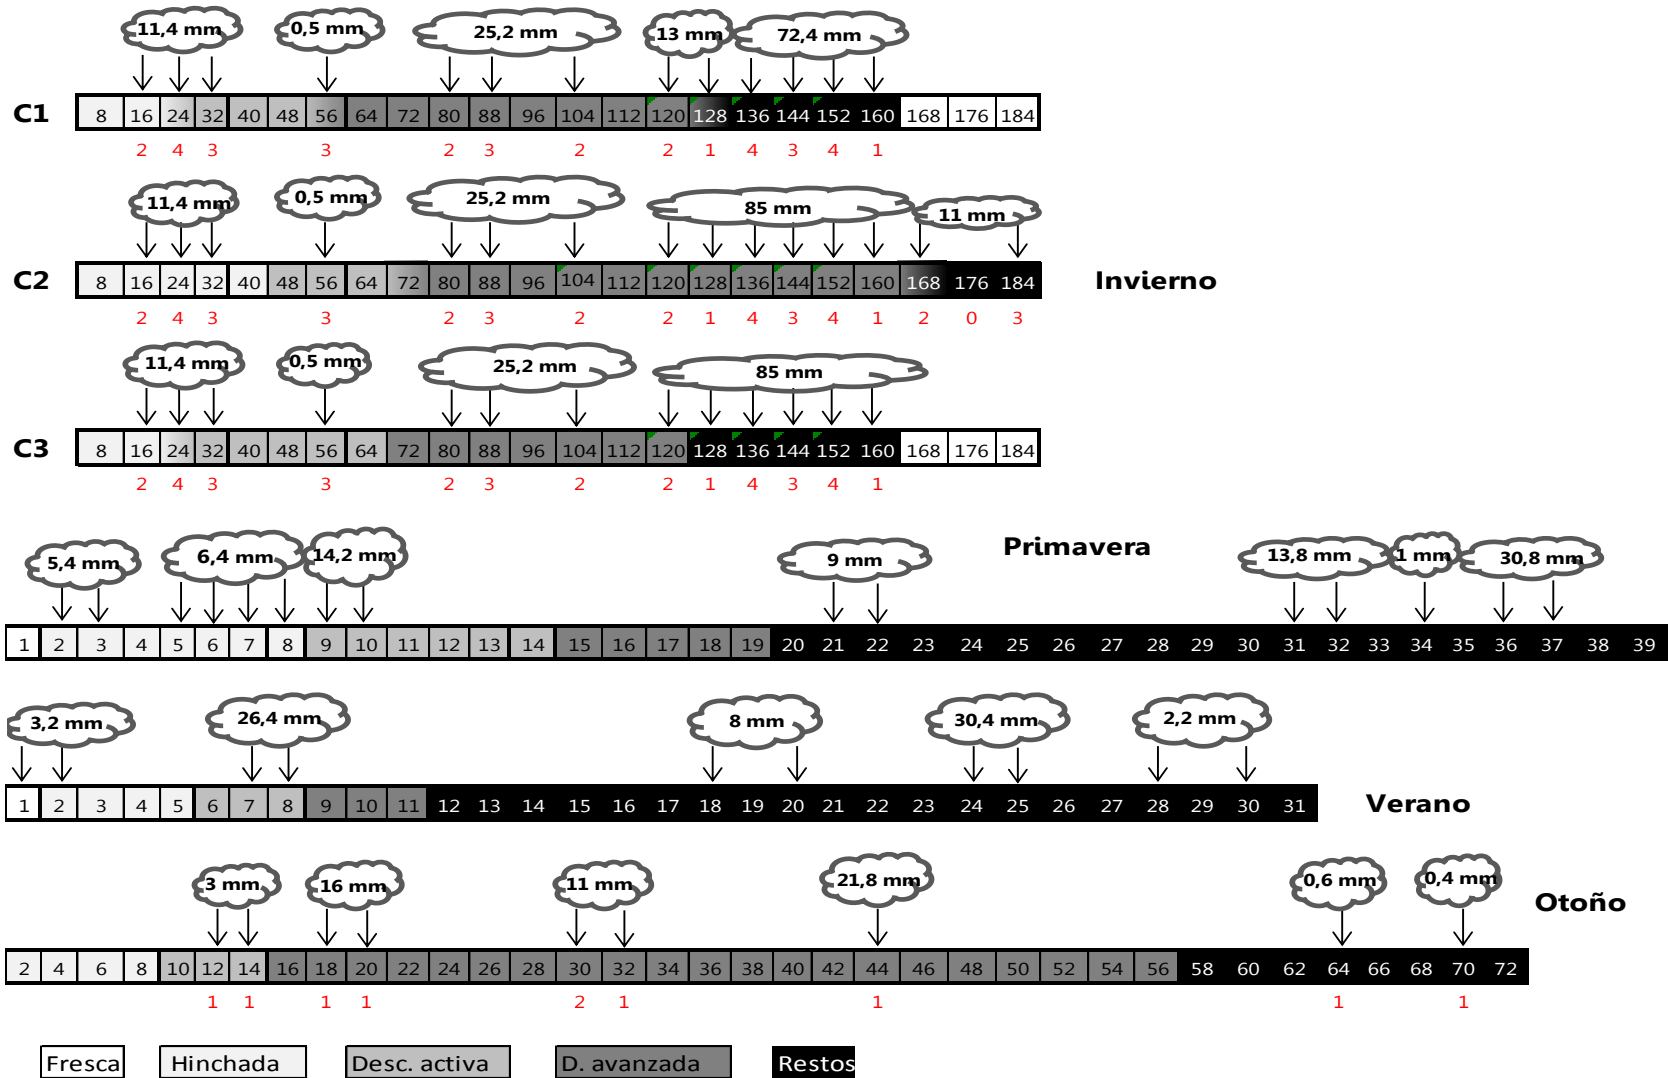 11,4 mm 0,5 mm 25,2 mm 13 mm 72,4 mm
C1 8 16 24 32 40 48 56 64 72 80 88 96 104 112 120 128 136 144 152 160 168 176 184
2 4 3 3 2 3 2 2 1 4 3 4 1
11,4 mm 0,5 mm 25,2 mm 85 mm 11 mm
C2 8 16 24 32 40 48 56 64 72 80 88 96 104 112 120 128 136 144 152 160 168 176 184 Invierno
2 4 3 3 2 3 2 2 1 4 3 4 1 2 0 3
11,4 mm 0,5 mm 25,2 mm 85 mm
C3 8 16 24 32 40 48 56 64 72 80 88 96 104 112 120 128 136 144 152 160 168 176 184
2 4 3 3 2 3 2 2 1 4 3 4 1
5,4 mm 6,4 mm 14,2 mm 9 mm Primavera 13,8 mm 1 mm 30,8 mm
1 2 3 4 5 6 7 8 9 10 11 12 13 14 15 16 17 18 19 20 21 22 23 24 25 26 27 28 29 30 31 32 33 34 35 36 37 38 39
3,2 mm 26,4 mm 8 mm 30,4 mm 2,2 mm
1 2 3 4 5 6 7 8 9 10 11 12 13 14 15 16 17 18 19 20 21 22 23 24 25 26 27 28 29 30 31 Verano
3 mm 16 mm 11 mm 21,8 mm 0,6 mm 0,4 mm Otoño
2 4 6 8 10 12 14 16 18 20 22 24 26 28 30 32 34 36 38 40 42 44 46 48 50 52 54 56 58 60 62 64 66 68 70 72
1 1 1 1 2 1 1 1 1
Fresca Hinchada Desc. activa D. avanzada Restos